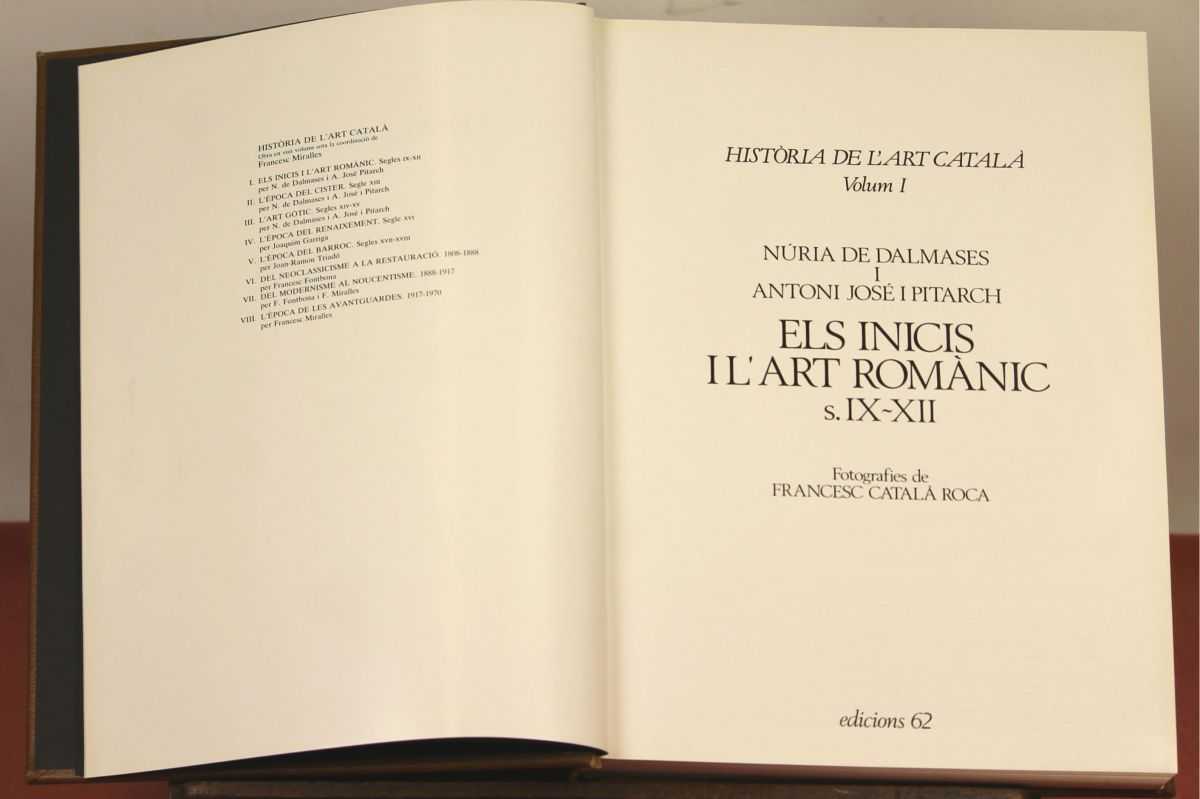 HISTÒRIA DE L'ART CATALÀ
Obra en vuit volums sota la coordinació de
Francesc Miralles
I. ELS INICIS I L'ART ROMÀNIC. Segles IX-XII
per N. de Dalmases i A. José Pitarch
II. L'ÈPOCA DEL CISTER. Segle XIII
per N. de Dalmases i A. José i Pitarch
III. L'ART GÒTIC. Segles XIV-XV
per N. de Dalmases i A. José i Pitarch
IV. L'ÈPOCA DEL RENAIXEMENT. Segle XVI
per Joaquim Garriga
V. L'ÈPOCA DEL BARROC. Segles XVII-XVIII
per Joan-Ramon Triadó
VI. DEL NEOCLASSICISME A LA RESTAURACIÓ. 1808-1888
per Francesc Fontbona
VII. DEL MODERNISME AL NOUCENTISME. 1888-1917
per F. Fontbona i F. Miralles
VIII. L'ÈPOCA DE LES AVANTGUARDES. 1917-1970
per Francesc Miralles
HISTÒRIA DE L'ART CATALÀ
Volum I
NÚRIA DE DALMASES
I
ANTONI JOSÉ I PITARCH
ELS INICIS
I L'ART ROMÀNIC
s. IX~XII
Fotografies de
FRANCESC CATALÀ ROCA
edicions 62